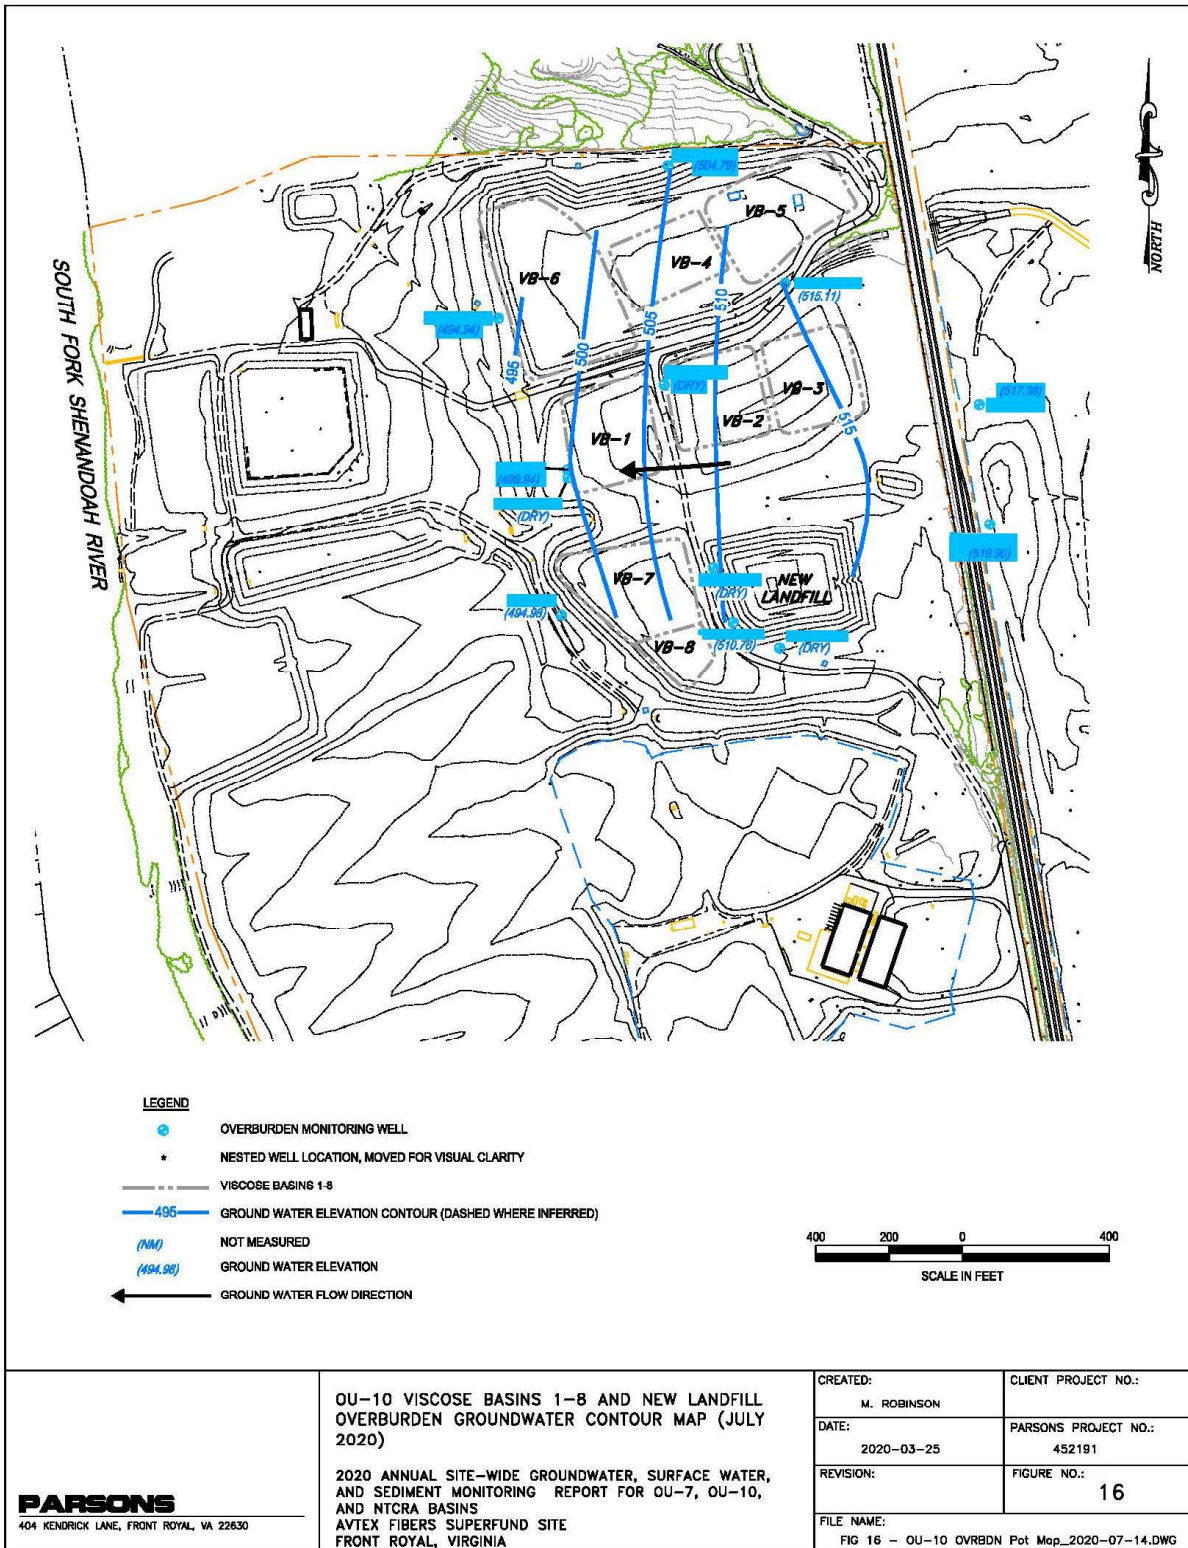 (504.79)
VB-5
VB-4
VB-6
510
(515.11)
505
SOUTH FORK SHENANDOAH RIVER
NORTH
(494.94)
500
495
(DRY)
VB-3
(517.38)
VB-2
515
VB-1
(499.94)
(DRY)
(519.90)
VB-7
NEW
LANDFILL
(DRY)
(494.98)
VB-8
(510.78)
(DRY)
LEGEND
OVERBURDEN MONITORING WELL
NESTED WELL LOCATION, MOVED FOR VISUAL CLARITY
VISCOSE BASINS 1-8
495 GROUND WATER ELEVATION CONTOUR (DASHED WHERE INFERRED)
(NM) NOT MEASURED
(494.98) GROUND WATER ELEVATION
GROUND WATER FLOW DIRECTION
400 200 0 400
SCALE IN FEET
PARSONS
404 KENDRICK LANE, FRONT ROYAL, VA 22630
OU-10 VISCOSE BASINS 1-8 AND NEW LANDFILL
OVERBURDEN GROUNDWATER CONTOUR MAP (JULY
2020)
2020 ANNUAL SITE-WIDE GROUNDWATER, SURFACE WATER,
AND SEDIMENT MONITORING REPORT FOR OU-7, OU-10,
AND NTCRA BASINS
AVTEX FIBERS SUPERFUND SITE
FRONT ROYAL, VIRGINIA
CREATED:
M. ROBINSON
CLIENT PROJECT NO.:
DATE:
2020-03-25
PARSONS PROJECT NO.:
452191
REVISION:
FIGURE NO.:
16
FILE NAME:
FIG 16 - OU-10 OVRBDN Pot Map_2020-07-14.DWG